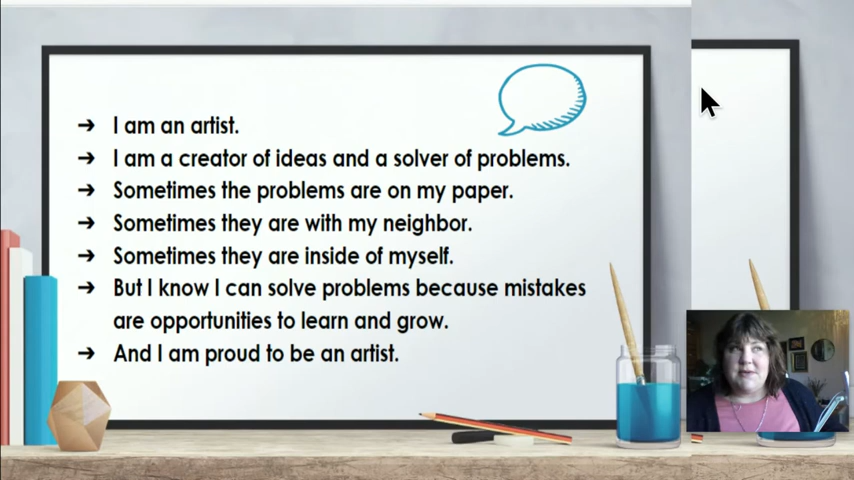 ➔ I am an artist.
➔ I am a creator of ideas and a solver of problems.
➔ Sometimes the problems are on my paper.
➔ Sometimes they are with my neighbor.
➔ Sometimes they are inside of myself.
➔ But I know I can solve problems because mistakes
are opportunities to learn and grow.
➔ And I am proud to be an artist.